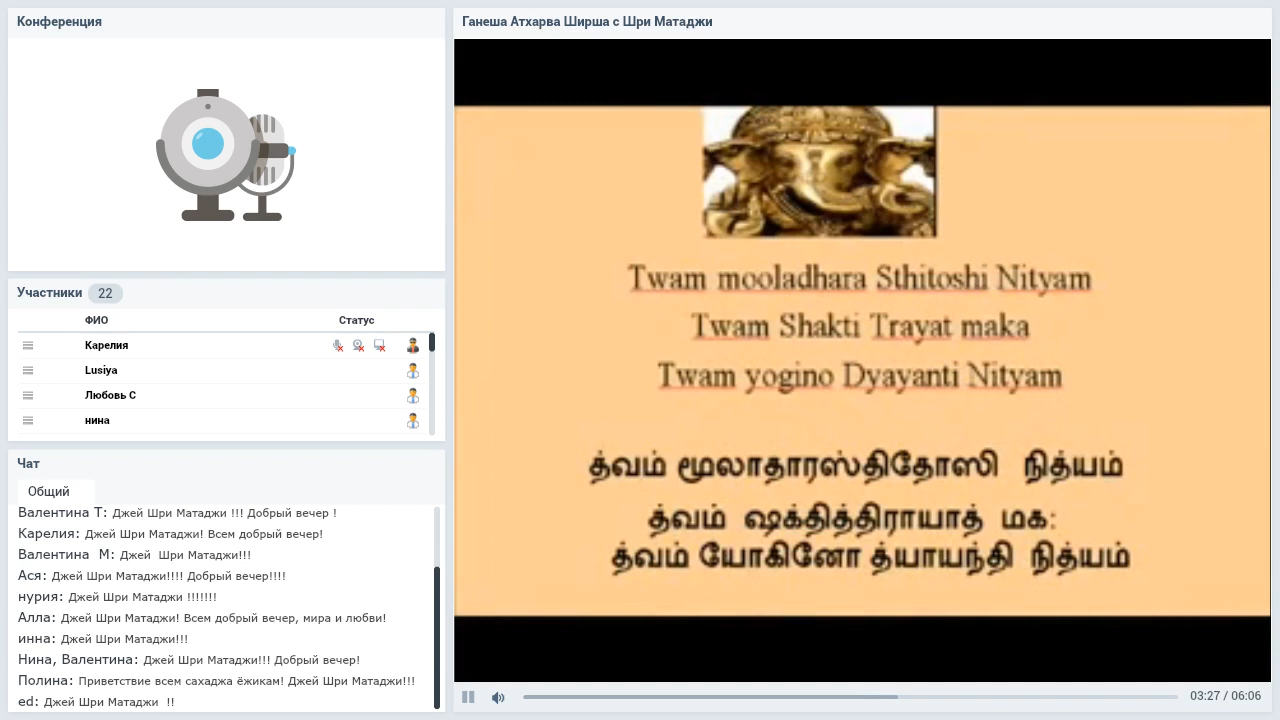 Конференция
Участники 22
ФИО Статус
Карелия
Lusiya
Любовь С
нина
Чат
Общий
Валентина Т: Джей Шри Матаджи !!! Добрый вечер !
Карелия: Джей Шри Матаджи! Всем добрый вечер!
Валентина М: Джей Шри Матаджи!!!
Ася: Джей Шри Матаджи!!!! Добрый вечер!!!!
нурия: Джей Шри Матаджи !!!!!!!
Алла: Джей Шри Матаджи! Всем добрый вечер, мира и любви!
инна: Джей Шри Матаджи!!!
Нина, Валентина: Джей Шри Матаджи!!! Добрый вечер!
Полина: Приветствие всем сахаджа ёжикам! Джей Шри Матаджи!!!
ed: Джей Шри Матаджи !!
Ганеша Атхарва Ширша с Шри Матаджи
Twam mooladhara Sthitoshi Nityam
Twam Shakti Trayat maka
Twam yogino Dyayanti Nityam
த்வம் மூலாதாரஸ்திதோஸி நித்யம்
த்வம் ஷக்தித்திராயாத் மக:
த்வம் யோகினோ த்யாயந்தி நித்யம்
03:27 / 06:06